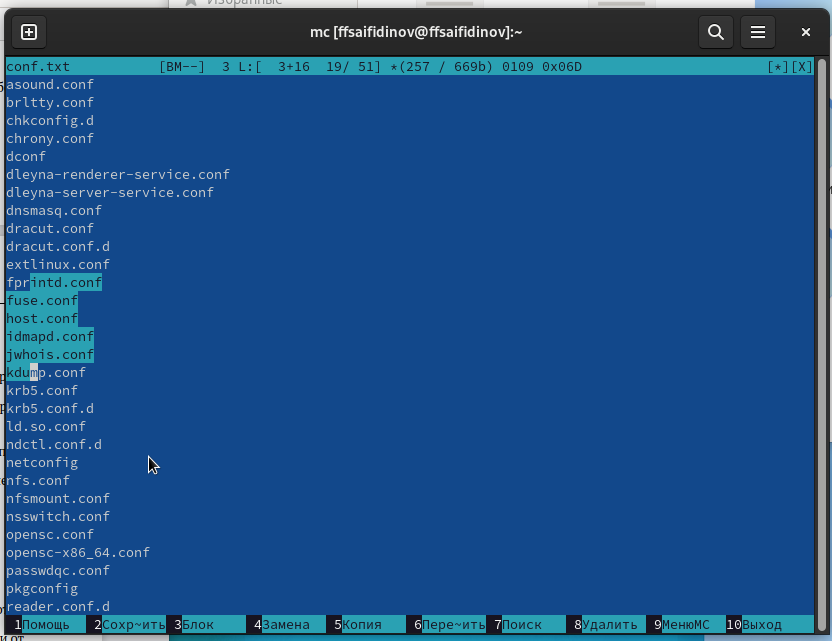 Избранные
mc [ffsaifidinov@ffsaifidinov]:~
conf.txt [BM--] 3 L:[ 3+16 19/ 51] *(257 / 669b) 0109 0x06D [*][X]
asound.conf
brltty.conf
chkconfig.d
chrony.conf
dconf
dleyna-renderer-service.conf
dleyna-server-service.conf
dnsmasq.conf
dracut.conf
dracut.conf.d
extlinux.conf
fprintd.conf
fuse.conf
host.conf
idmapd.conf
jwhois.conf
kdump.conf
krb5.conf
krb5.conf.d
ld.so.conf
ndctl.conf.d
netconfig
nfs.conf
nfsmount.conf
nsswitch.conf
opensc.conf
opensc-x86_64.conf
passwdqc.conf
pkgconfig
reader.conf.d
1Помощь 2Сохр~ить 3Блок 4Замена 5Копия 6Пере~ить 7Поиск 8Удалить 9МенюMC 10Выход